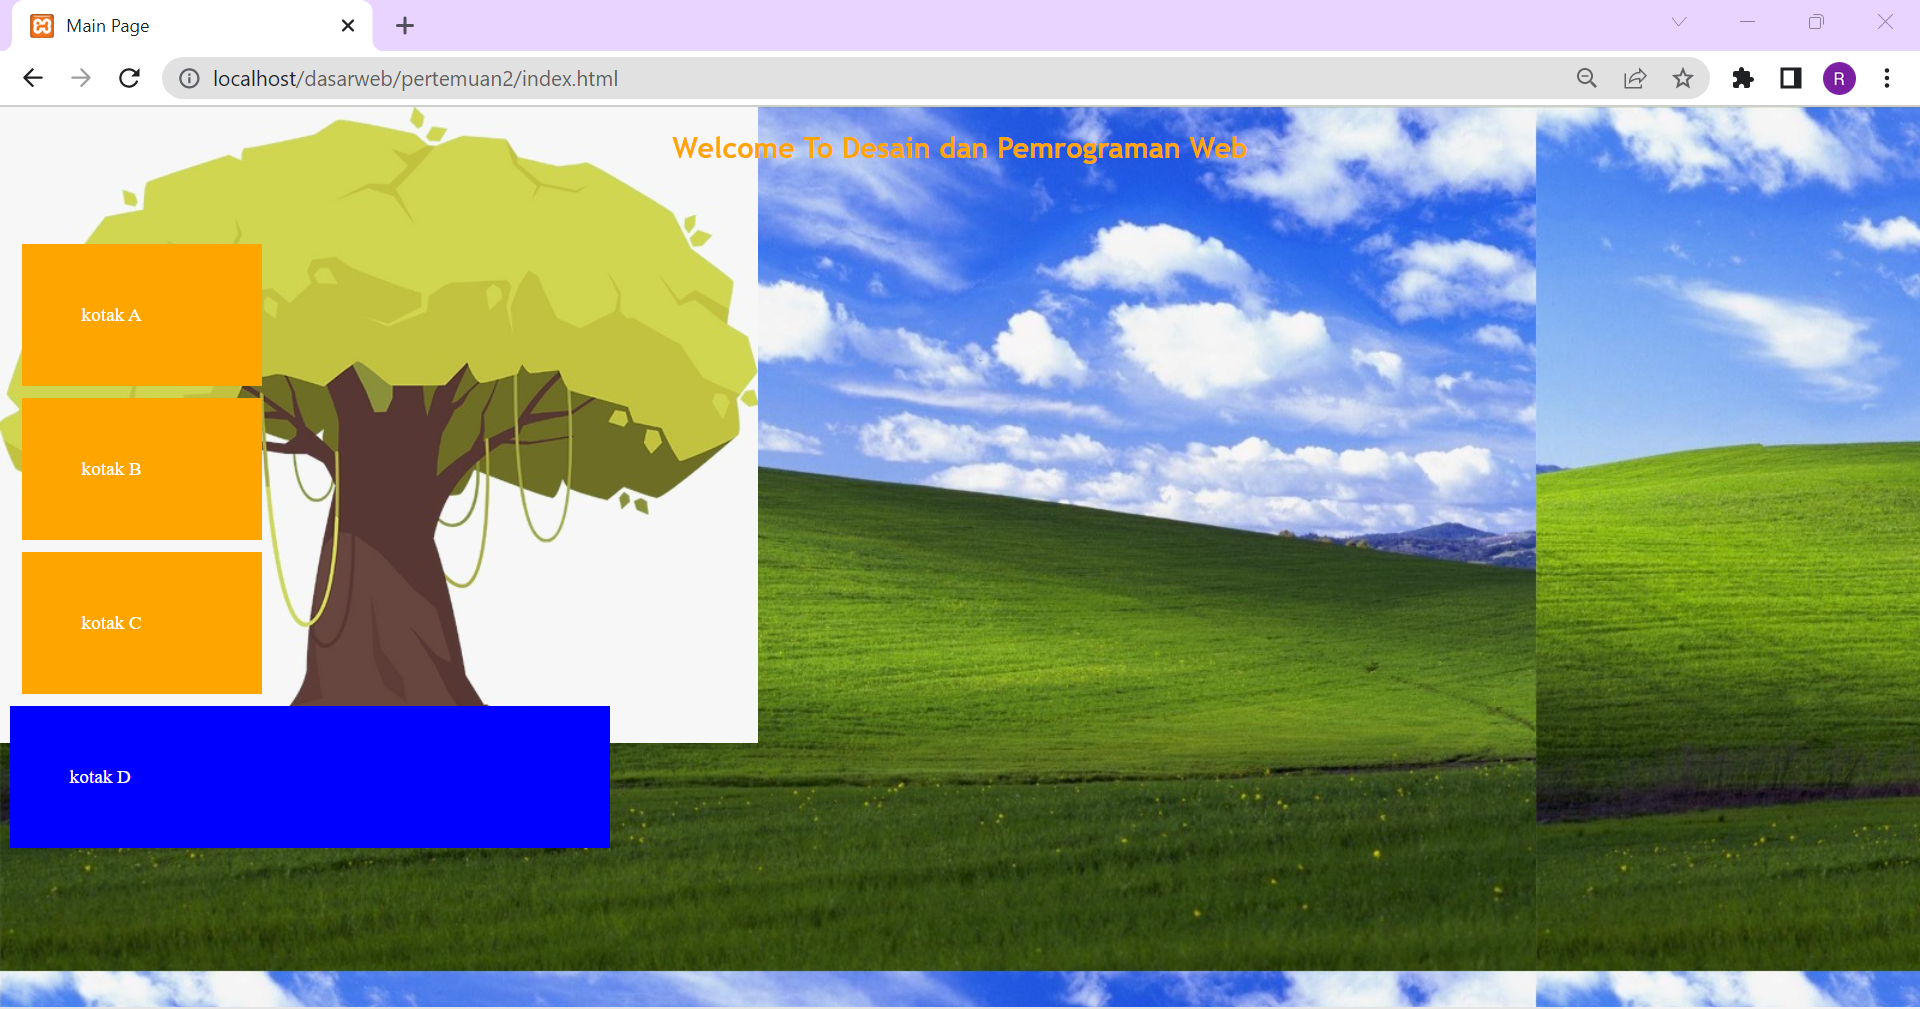 Main Page
localhost/dasarweb/pertemuan2/index.html
R
Welcome To Desain dan Pemrograman Web
kotak A
kotak B
kotak C
kotak D